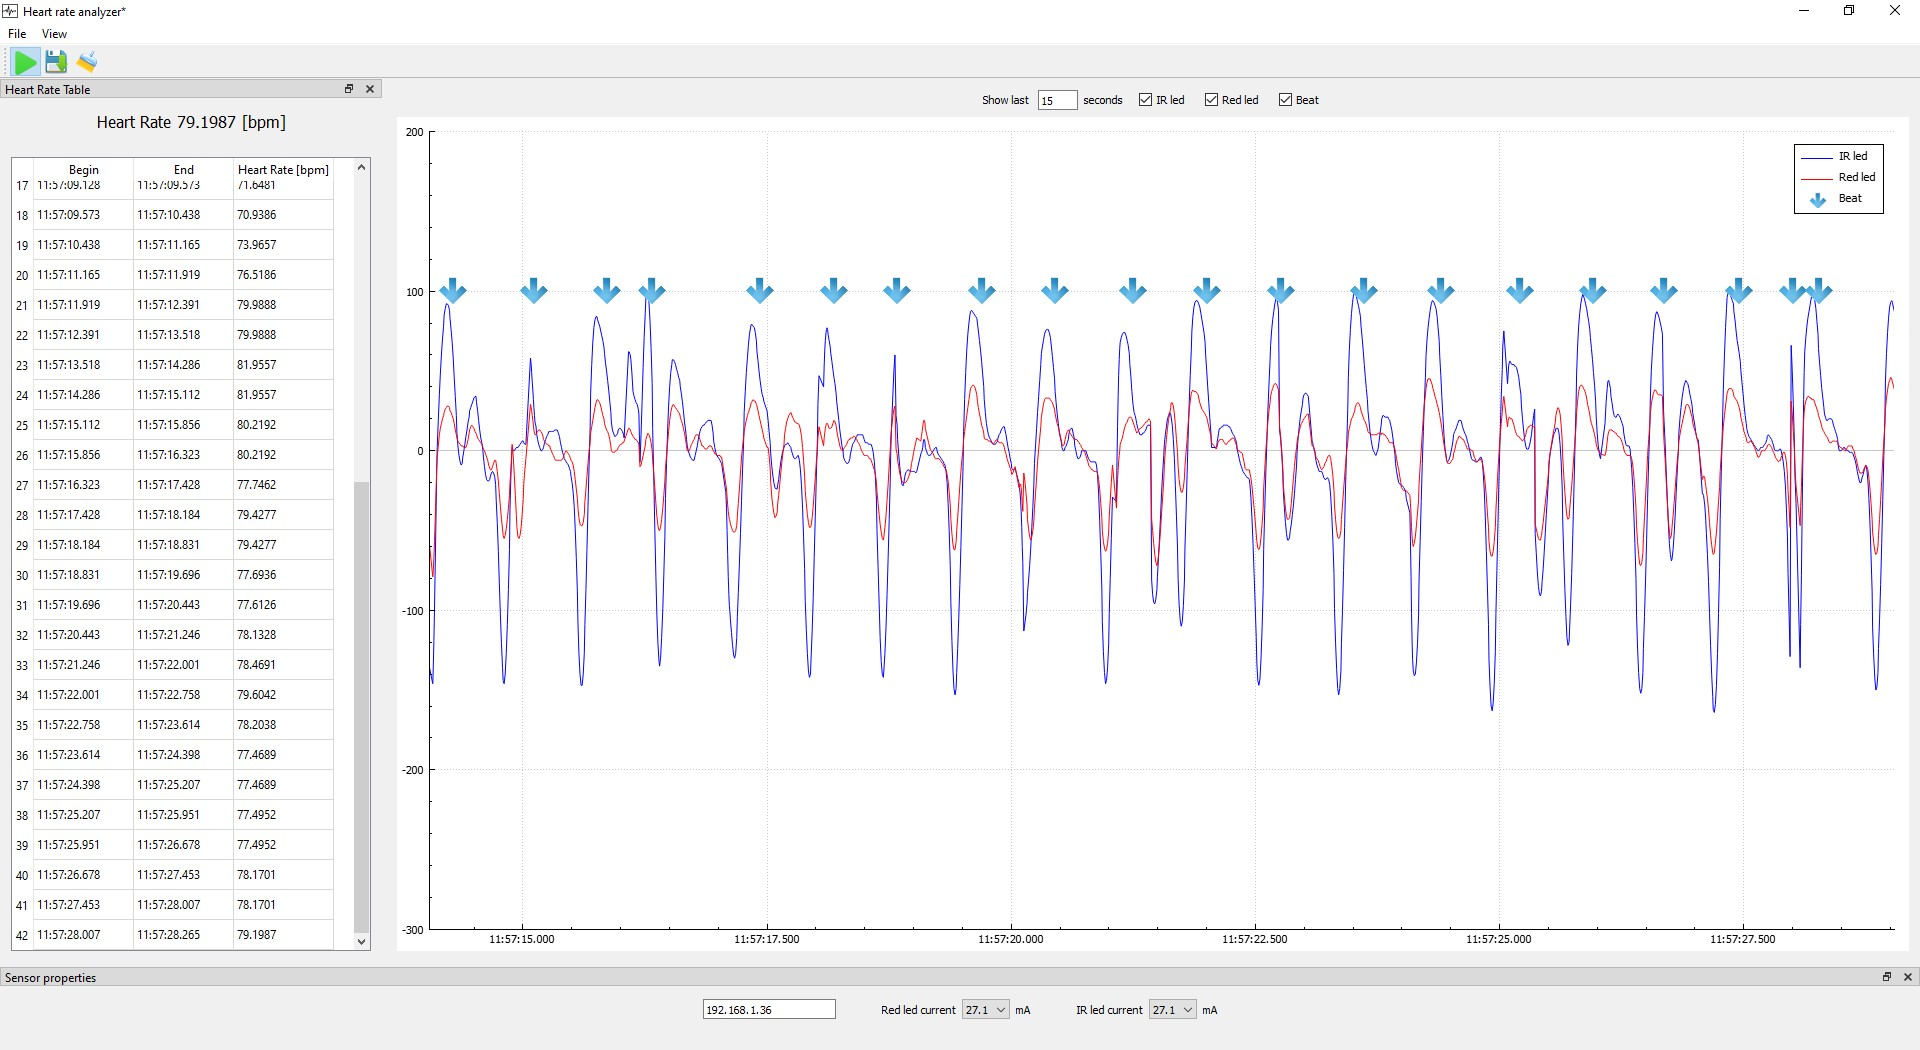 Heart rate analyzer*
File View
Heart Rate Table
Heart Rate 79.1987 [bpm]
Begin End Heart Rate [bpm]
17 11:57:09.128 11:57:09.573 71.6481
18 11:57:09.573 11:57:10.438 70.9386
19 11:57:10.438 11:57:11.165 73.9657
20 11:57:11.165 11:57:11.919 76.5186
21 11:57:11.919 11:57:12.391 79.9888
22 11:57:12.391 11:57:13.518 79.9888
23 11:57:13.518 11:57:14.286 81.9557
24 11:57:14.286 11:57:15.112 81.9557
25 11:57:15.112 11:57:15.856 80.2192
26 11:57:15.856 11:57:16.323 80.2192
27 11:57:16.323 11:57:17.428 77.7462
28 11:57:17.428 11:57:18.184 79.4277
29 11:57:18.184 11:57:18.831 79.4277
30 11:57:18.831 11:57:19.696 77.6936
31 11:57:19.696 11:57:20.443 77.6126
32 11:57:20.443 11:57:21.246 78.1328
33 11:57:21.246 11:57:22.001 78.4691
34 11:57:22.001 11:57:22.758 79.6042
35 11:57:22.758 11:57:23.614 78.2038
36 11:57:23.614 11:57:24.398 77.4689
37 11:57:24.398 11:57:25.207 77.4689
38 11:57:25.207 11:57:25.951 77.4952
39 11:57:25.951 11:57:26.678 77.4952
40 11:57:26.678 11:57:27.453 78.1701
41 11:57:27.453 11:57:28.007 78.1701
42 11:57:28.007 11:57:28.265 79.1987
Show last 15 seconds IR led Red led Beat
200
100
0
-100
-200
-300
IR led
Red led
Beat
11:57:15.000 11:57:17.500 11:57:20.000 11:57:22.500 11:57:25.000 11:57:27.500
Sensor properties
192.168.1.36 Red led current 27.1 mA IR led current 27.1 mA